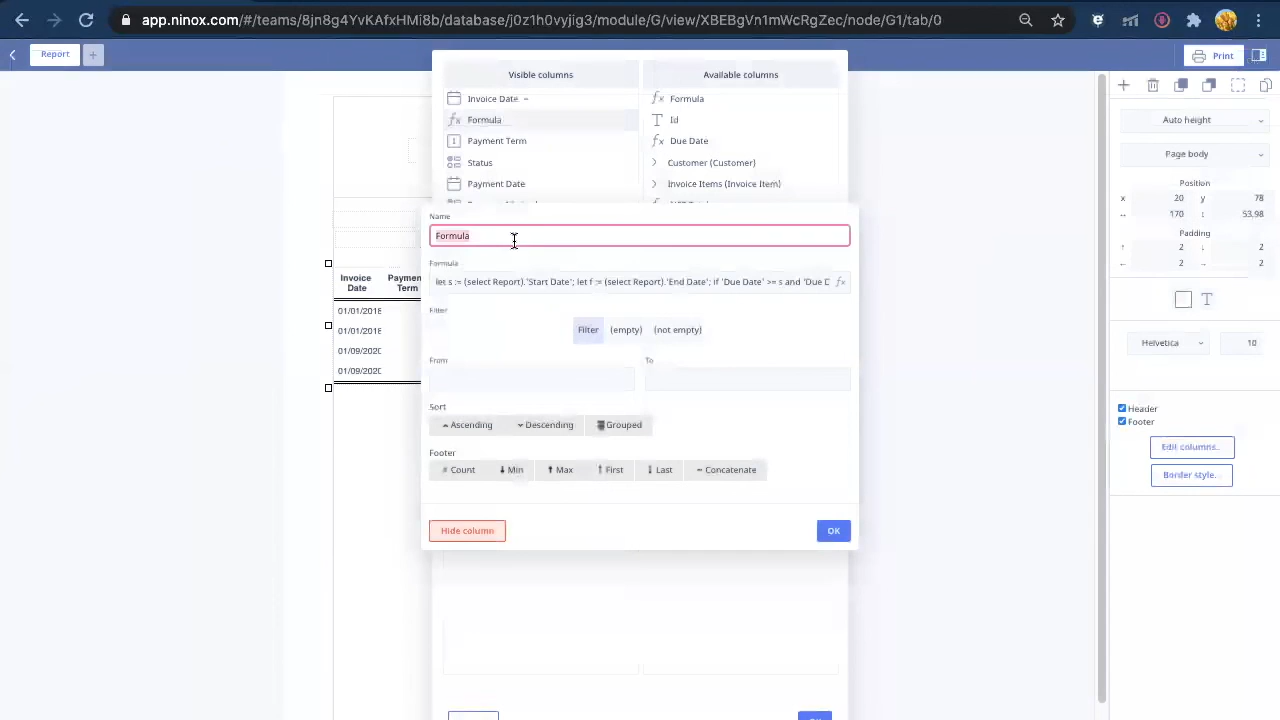 app.ninox.com/#/teams/8jn8g4YvKAfxHMi8b/database/j0z1h0vyjig3/module/G/view/XBEBgVn1mWcRgZec/node/G1/tab/0
Report
Print
Visible columns
Available columns
Invoice Date
Formula
Payment Term
Status
Payment Date
Formula
Id
Due Date
Customer (Customer)
Invoice Items (Invoice Item)
Name
Formula
Formula
let s := (select Report).'Start Date'; let f := (select Report).'End Date'; if 'Due Date' >= s and 'Due D
Filter
Filter
(empty)
(not empty)
From
To
Sort
Ascending
Descending
Grouped
Footer
# Count
Min
Max
First
Last
Concatenate
Hide column
OK
Invoice Date
Term
01/01/2018
01/01/2018
01/09/2020
01/09/2020
Auto height
Page body
Position
x 20 y 78
170 53,98
Padding
2 2
2 2
Helvetica
10
Header
Footer
Edit columns..
Border style..